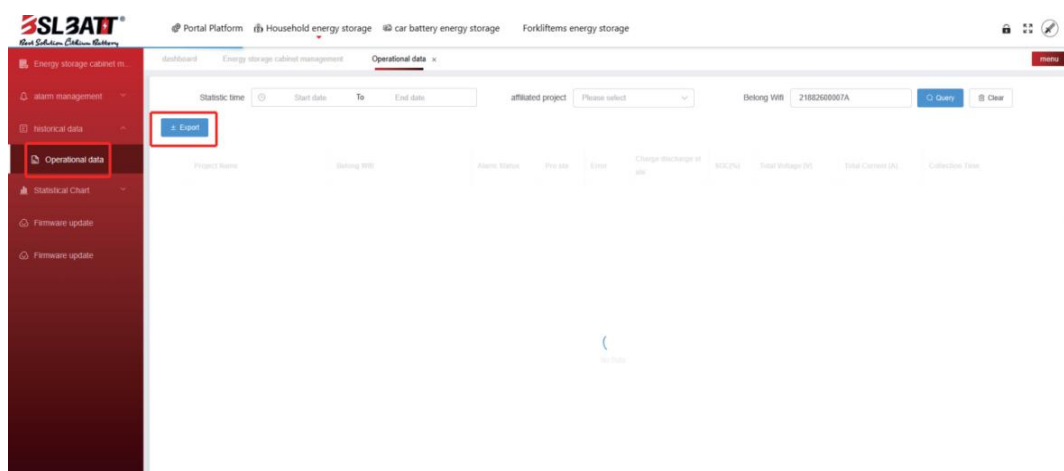 BSLBATT®
Best Solution Lithium Battery
Portal Platform Household energy storage car battery energy storage Forkliftems energy storage
dashboard Energy storage cabinet management Operational data × menu
Energy storage cabinet m...
alarm management
historical data
Operational data
Statistical Chart
Firmware update
Firmware update
Statistic time Start date To End date affiliated project Please select Belong Wifi 21882600007A Query Clear
Export
Project Name Belong Wifi Alarm Status Pre-ala Error Charge/discharge st SOC(%) Total Voltage (V) Total Current (A) Collection Time
No Data